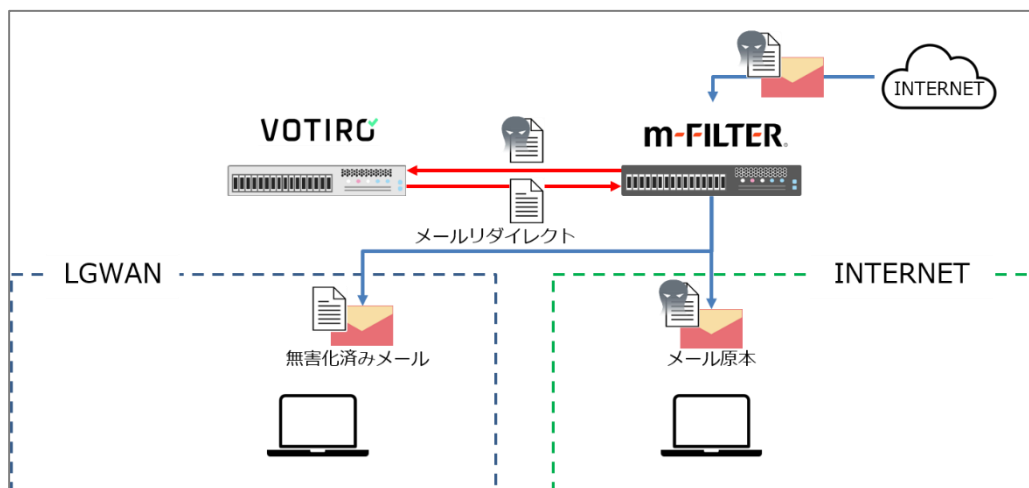 INTERNET
VOTIRO
m-FILTER®
メールリダイレクト
LGWAN
INTERNET
無害化済みメール
メール原本